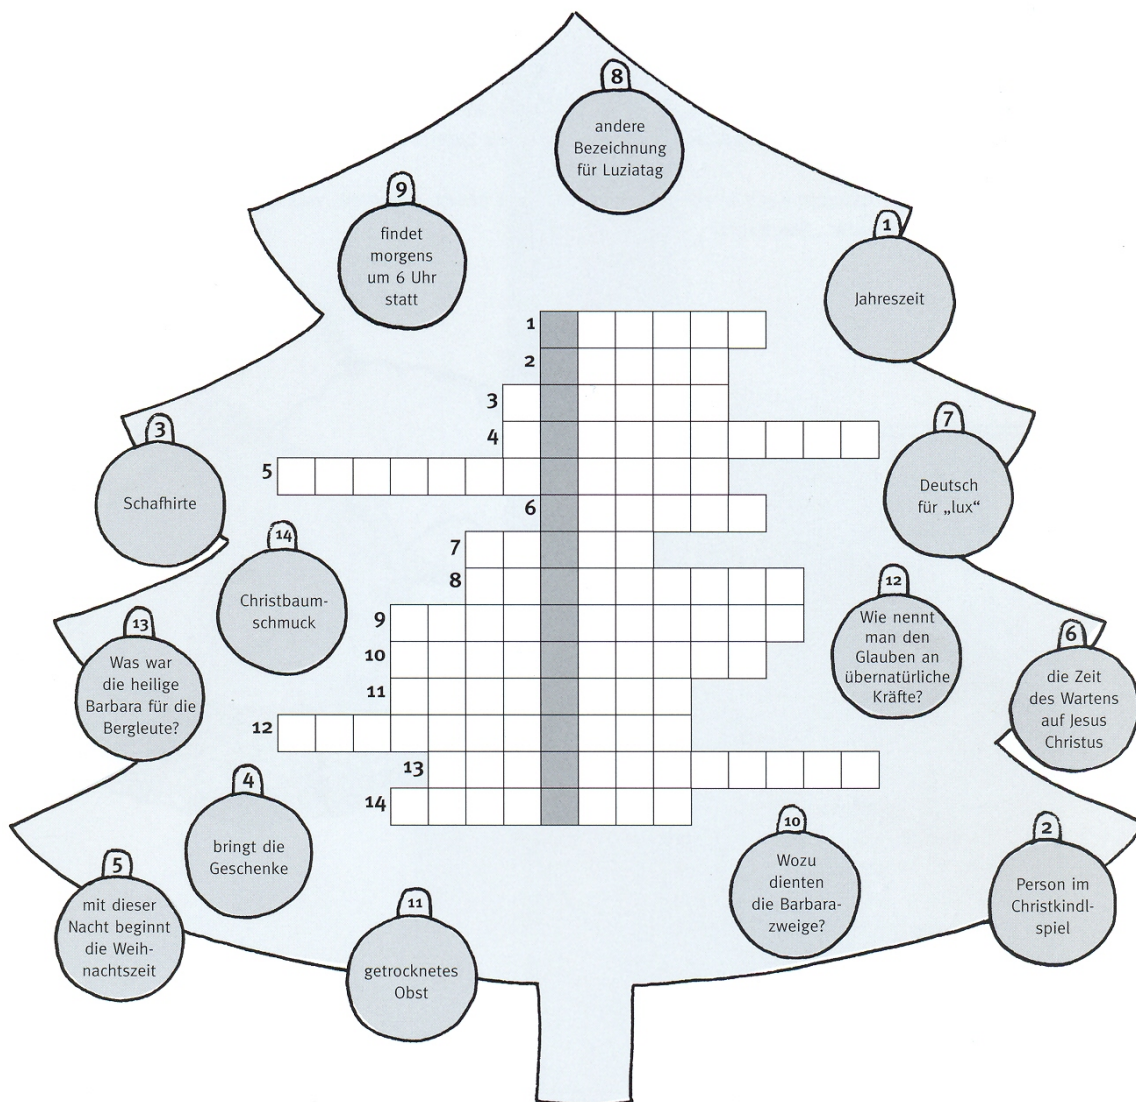 8
andere
Bezeichnung
für Luziatag
9
findet
morgens
um 6 Uhr
statt
1
Jahreszeit
1
2
3
4
5
6
7
8
9
10
11
12
13
14
3
Schafhirte
7
Deutsch
für „lux“
14
Christbaum-
schmuck
12
Wie nennt
man den
Glauben an
übernatürliche
Kräfte?
13
Was war
die heilige
Barbara für die
Bergleute?
6
die Zeit
des Wartens
auf Jesus
Christus
4
bringt die
Geschenke
10
Wozu
dienten
die Barbara-
zweige?
2
Person im
Christkindl-
spiel
5
mit dieser
Nacht beginnt
die Weih-
nachtszeit
11
getrocknetes
Obst